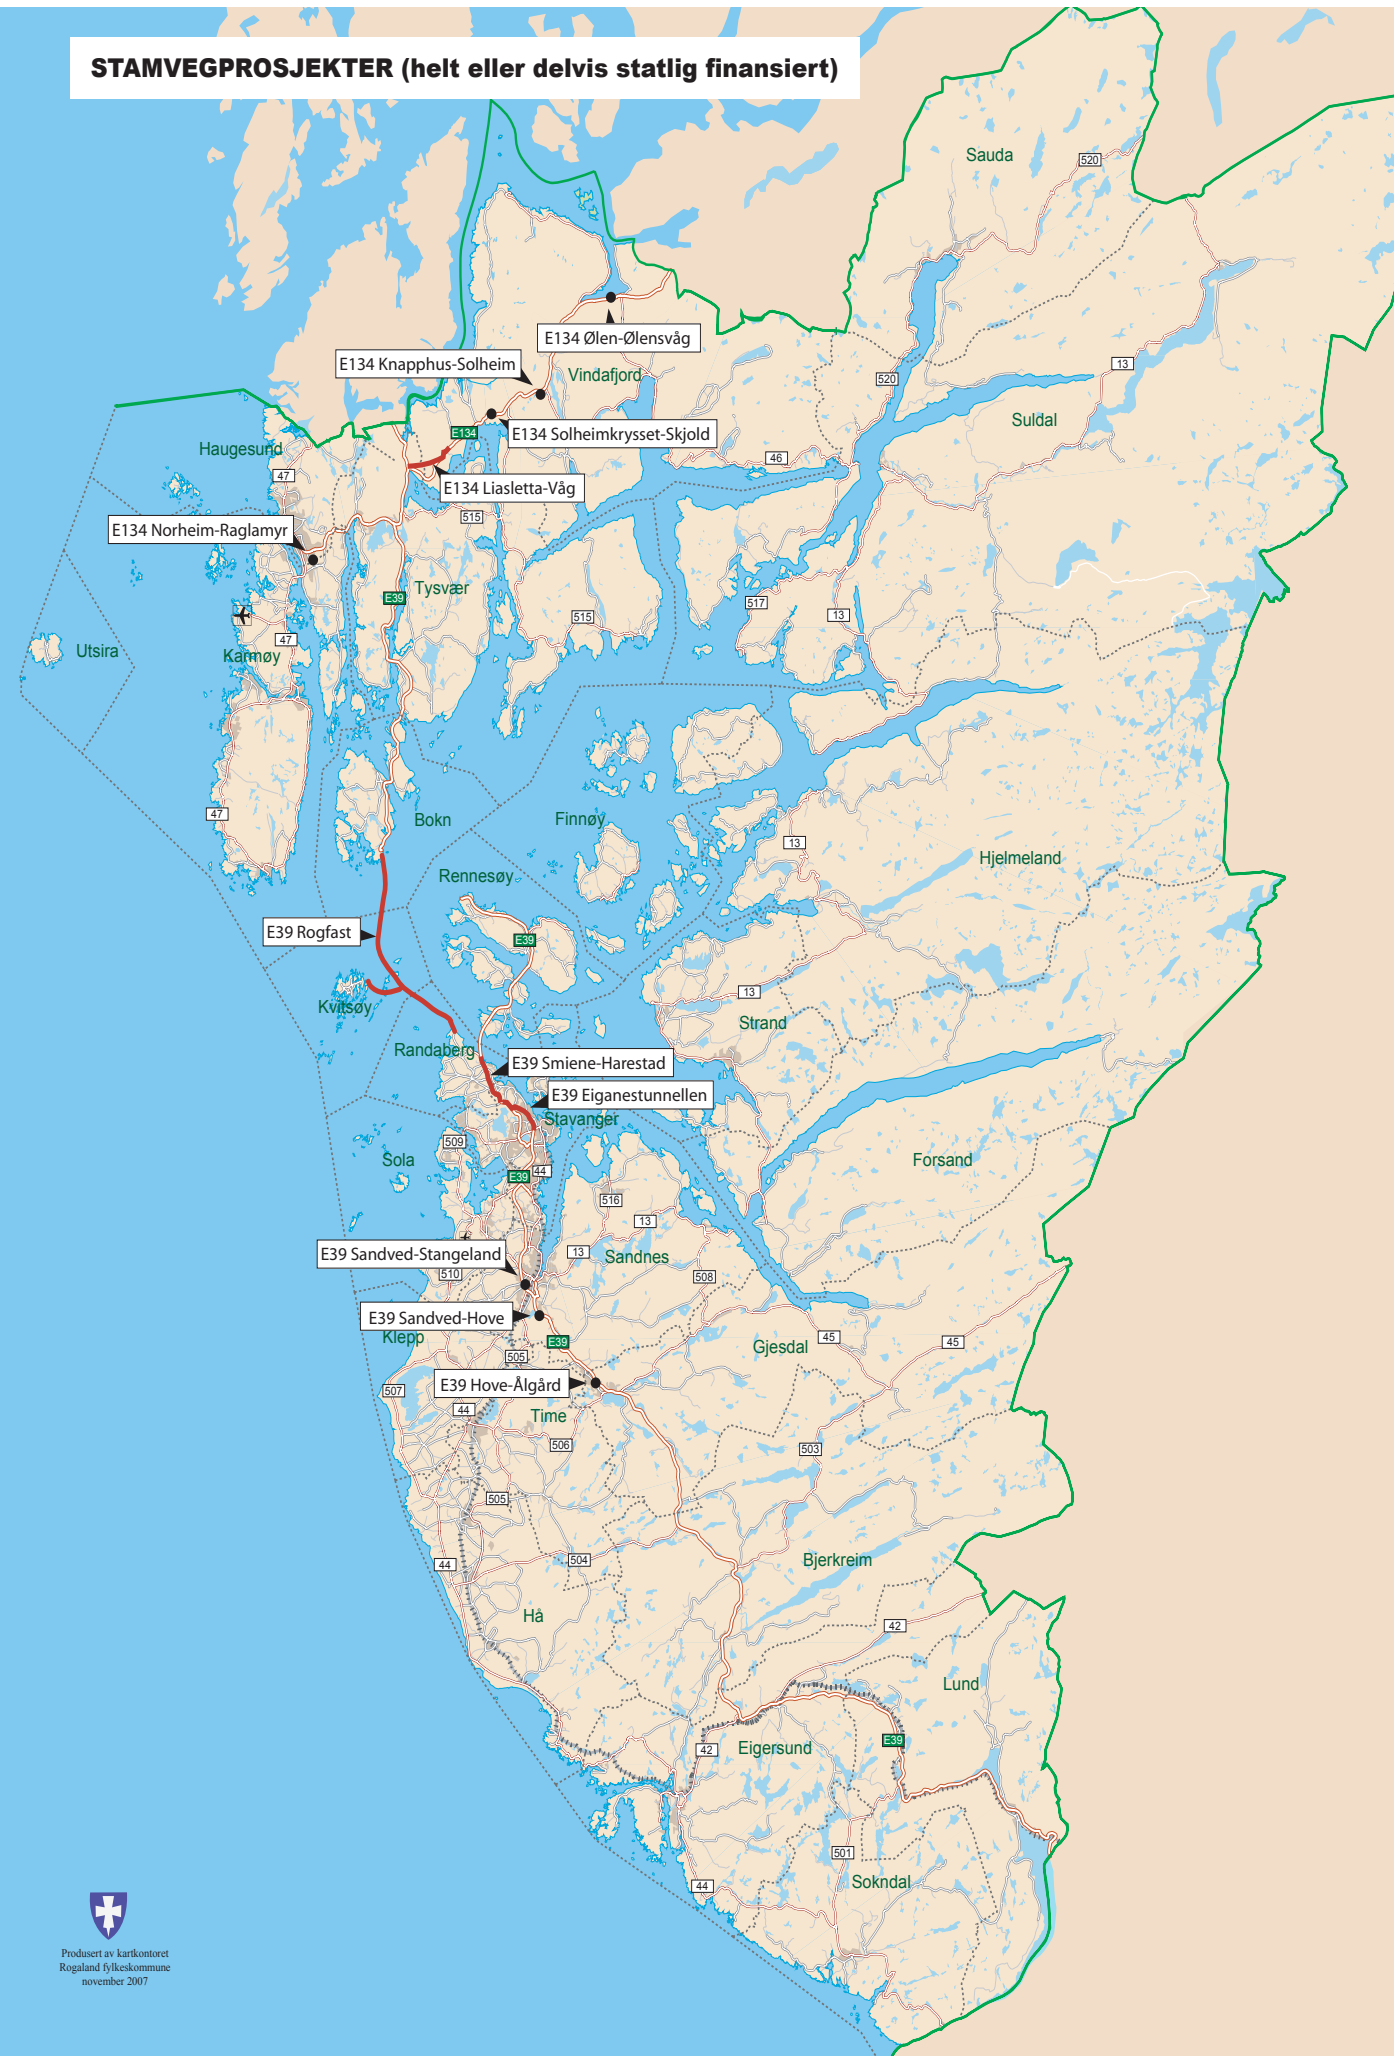 STAMVEGPROSJEKTER (helt eller delvis statlig finansiert)
Sauda
520
520
E134 Ølen-Ølensvåg
E134 Knapphus-Solheim
Vindafjord
13
520
Suldal
E134
E134 Solheimkrysset-Skjold
Haugesund
46
47
E134 Liasletta-Våg
515
E134 Norheim-Raglamyr
Tysvær
E39
517
13
515
47
Utsira
Karmøy
47
Bokn
Finnøy
13
Hjelmeland
Rennesøy
E39 Rogfast
E39
13
Kvitsøy
Strand
Randaberg
E39 Smiene-Harestad
E39 Eiganestunnellen
Stavanger
509
Sola
Forsand
E39
44
516
13
E39 Sandved-Stangeland
13
Sandnes
510
508
E39 Sandved-Hove
Klepp
E39
45
45
Gjesdal
505
E39 Hove-Ålgård
507
44
Time
506
503
505
504
44
Bjerkreim
Hå
42
Lund
E39
42
Eigersund
501
Sokndal
44
Produsert av kartkontoret
Rogaland fylkeskommune
november 2007